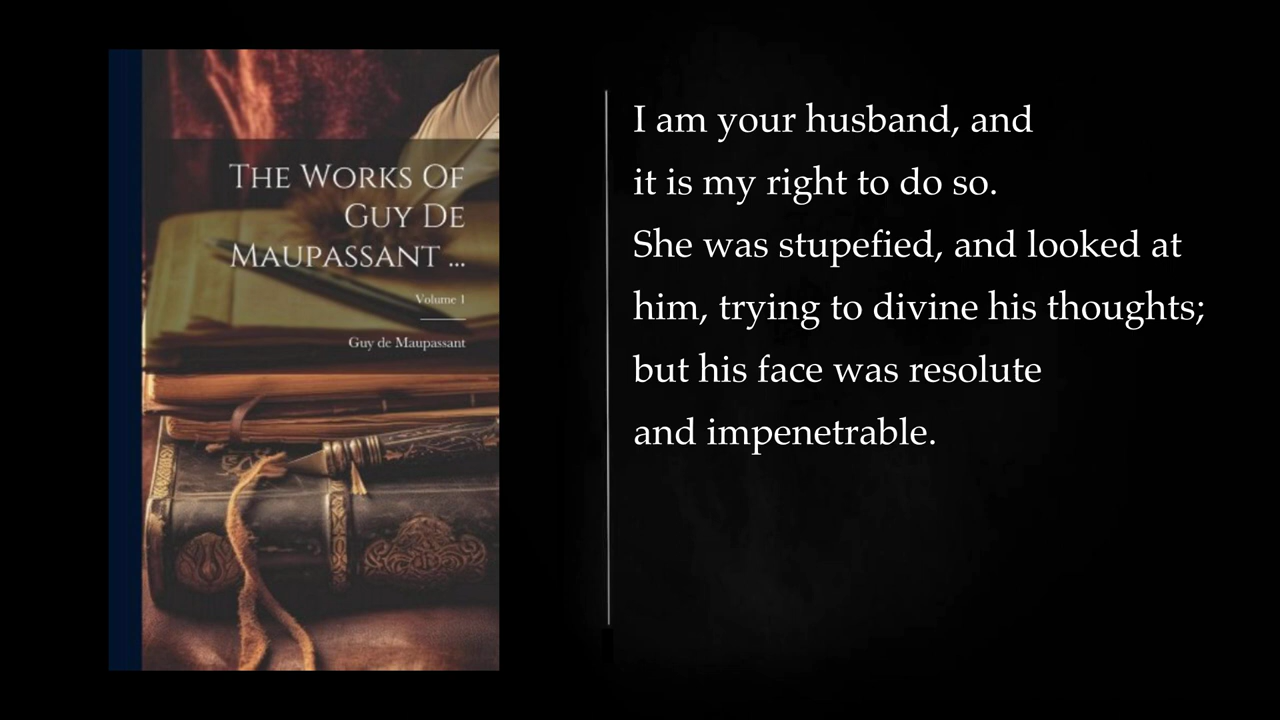 The Works Of
Guy De
Maupassant ...
Volume 1
Guy de Maupassant
I am your husband, and
it is my right to do so.
She was stupefied, and looked at
him, trying to divine his thoughts;
but his face was resolute
and impenetrable.